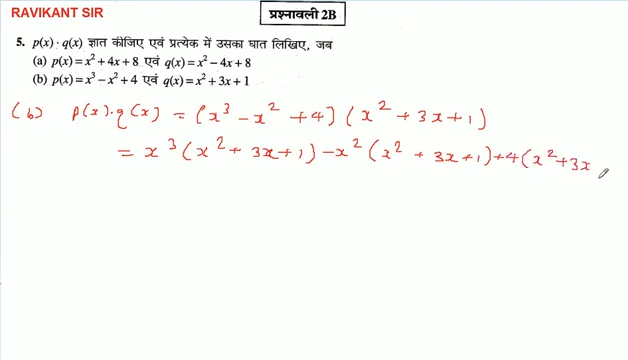 RAVIKANT SIR
प्रश्नावली 2B
5. p(x) · q(x) ज्ञात कीजिए एवं प्रत्येक में उसका घात लिखिए, जब
(a) p(x) = x² + 4x + 8 एवं q(x) = x² − 4x + 8
(b) p(x) = x³ − x² + 4 एवं q(x) = x² + 3x + 1
(b) p(x)·q(x) = (x³ − x² + 4) (x² + 3x + 1)
= x³ (x² + 3x + 1) − x² (x² + 3x + 1) + 4 (x² + 3x